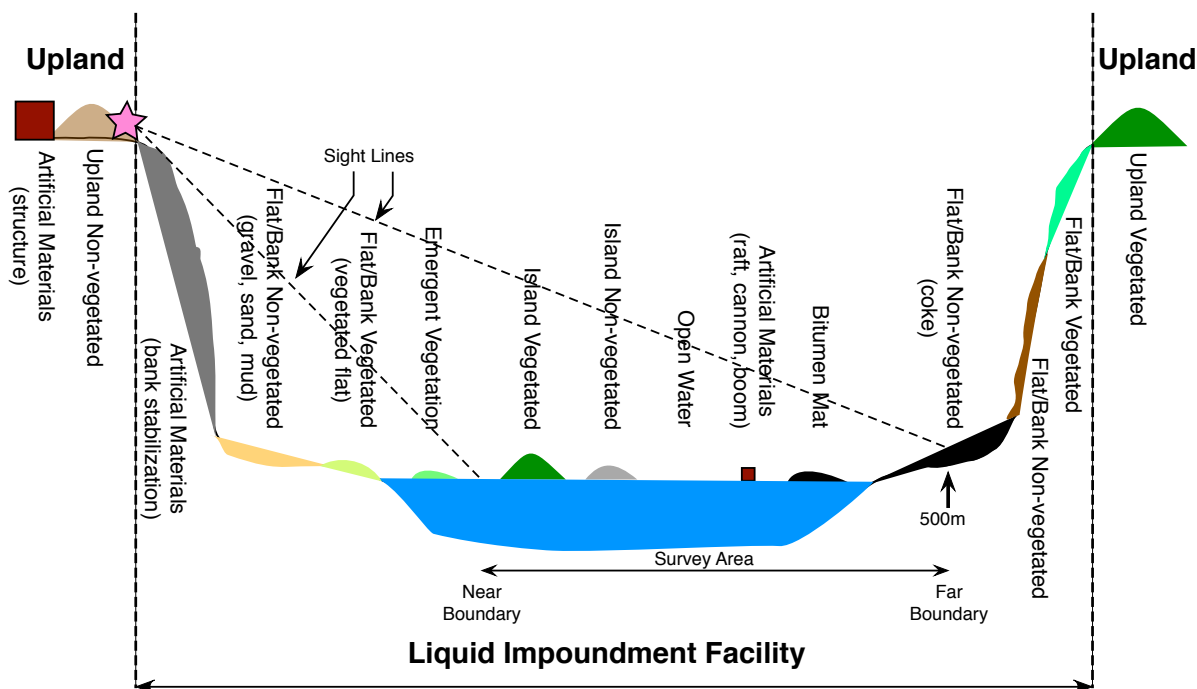 Upland
Upland
Sight Lines
Artificial Materials
(structure)
Upland Non-vegetated
Artificial Materials
(bank stabilization)
Flat/Bank Non-vegetated
(gravel, sand, mud)
Flat/Bank Vegetated
(vegetated flat)
Emergent Vegetation
Island Vegetated
Island Non-vegetated
Open Water
Artificial Materials
(raft, cannon, boom)
Bitumen Mat
Flat/Bank Non-vegetated
(coke)
Flat/Bank Non-vegetated
Flat/Bank Vegetated
Upland Vegetated
500m
Survey Area
Near
Boundary
Far
Boundary
Liquid Impoundment Facility